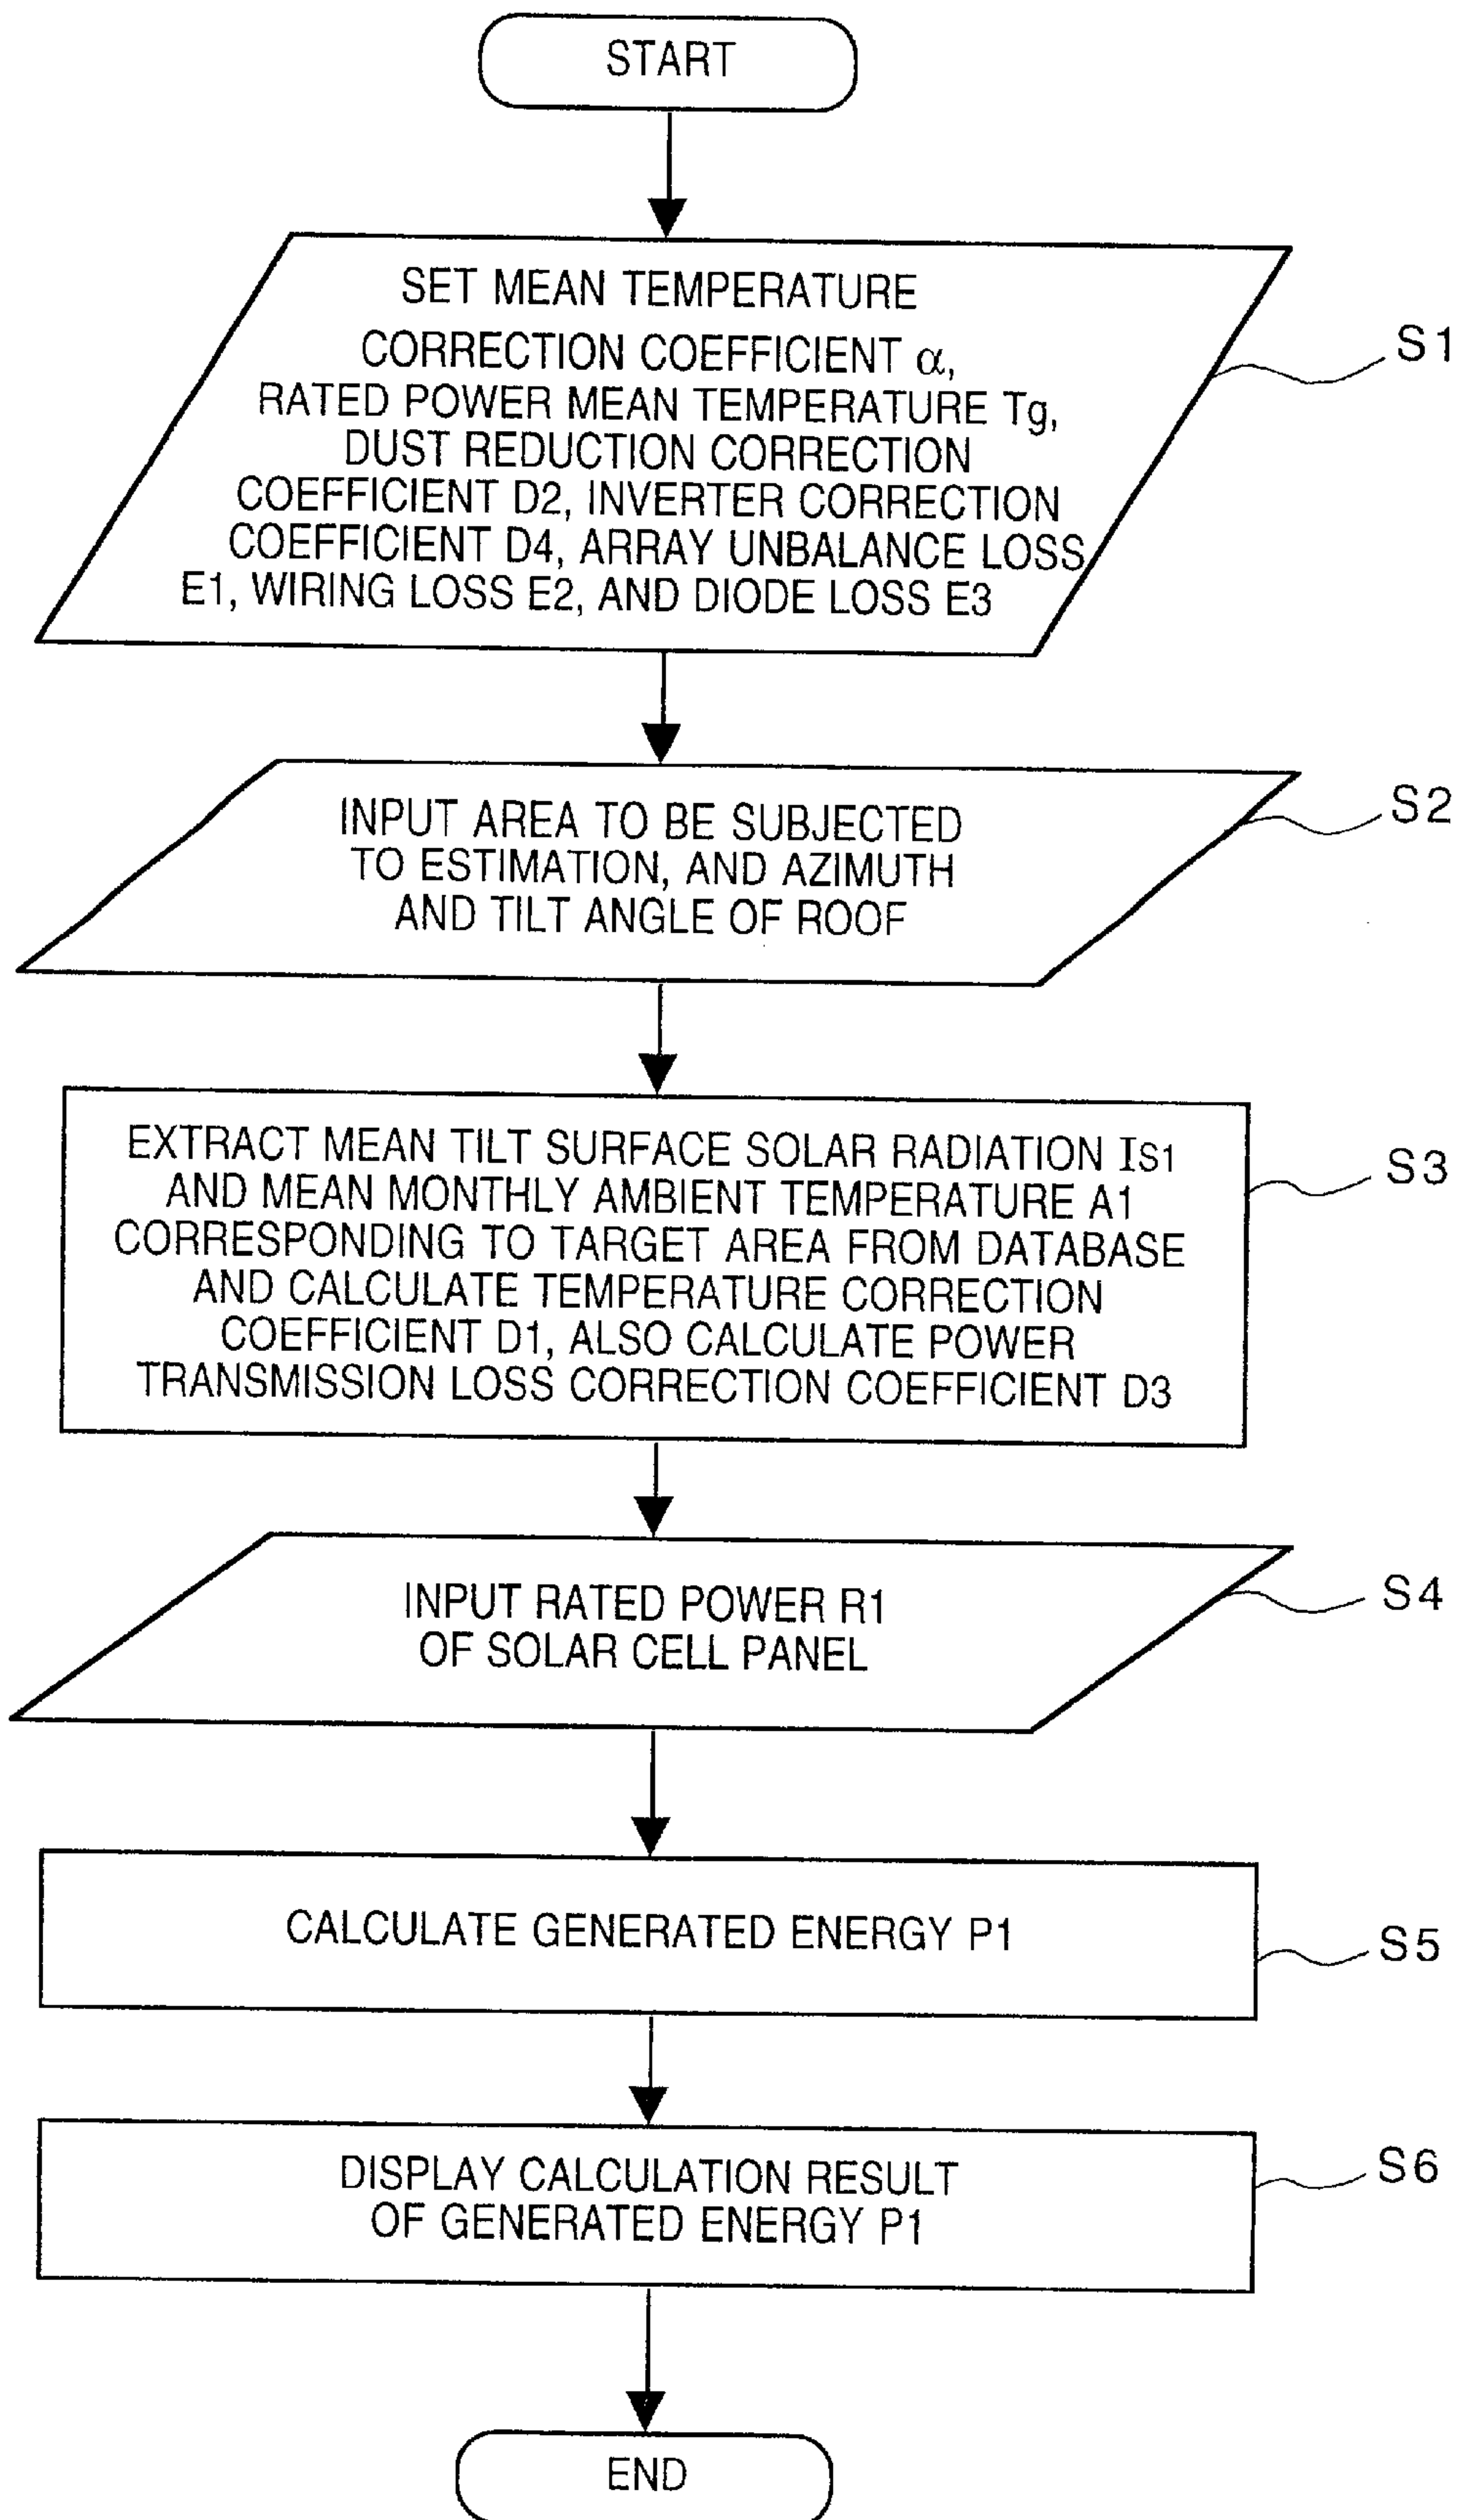 START
SET MEAN TEMPERATURE
CORRECTION COEFFICIENT α,
RATED POWER MEAN TEMPERATURE Tg,
DUST REDUCTION CORRECTION
COEFFICIENT D2, INVERTER CORRECTION
COEFFICIENT D4, ARRAY UNBALANCE LOSS
E1, WIRING LOSS E2, AND DIODE LOSS E3
S1
INPUT AREA TO BE SUBJECTED
TO ESTIMATION, AND AZIMUTH
AND TILT ANGLE OF ROOF
S2
EXTRACT MEAN TILT SURFACE SOLAR RADIATION IS1
AND MEAN MONTHLY AMBIENT TEMPERATURE A1
CORRESPONDING TO TARGET AREA FROM DATABASE
AND CALCULATE TEMPERATURE CORRECTION
COEFFICIENT D1, ALSO CALCULATE POWER
TRANSMISSION LOSS CORRECTION COEFFICIENT D3
S3
INPUT RATED POWER R1
OF SOLAR CELL PANEL
S4
CALCULATE GENERATED ENERGY P1
S5
DISPLAY CALCULATION RESULT
OF GENERATED ENERGY P1
S6
END